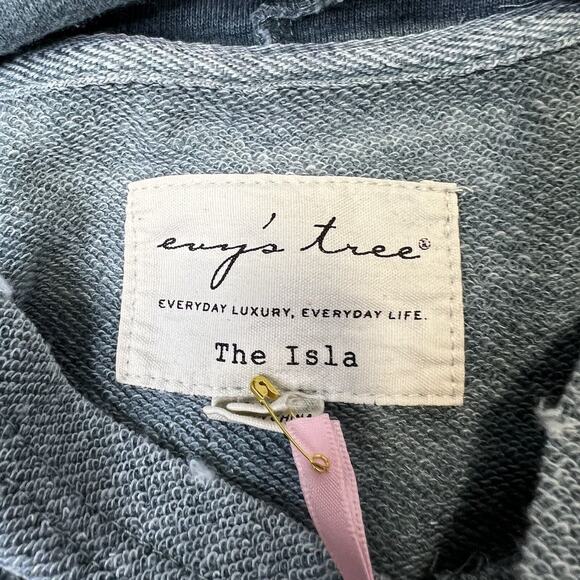 evy's tree®
EVERYDAY LUXURY, EVERYDAY LIFE.
The Isla